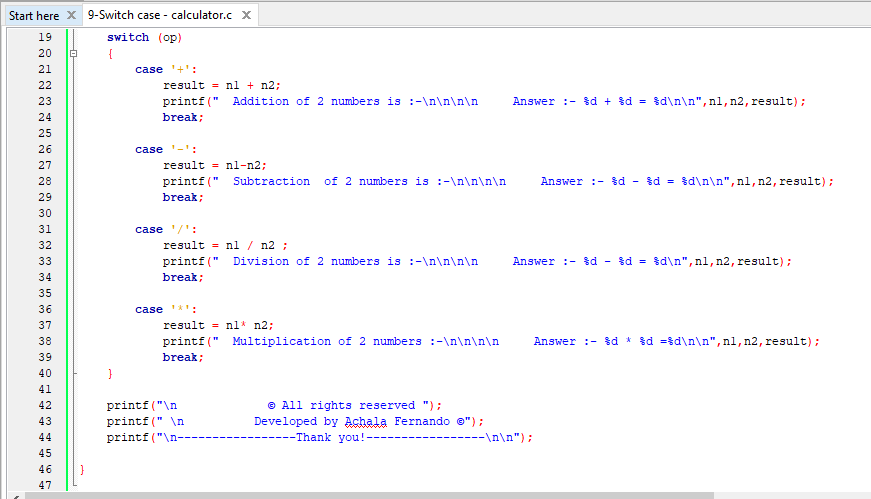 Start here X 9-Switch case - calculator.c X
19 switch (op)
20 {
21 case '+':
22 result = n1 + n2;
23 printf("  Addition of 2 numbers is :-\n\n\n\n     Answer :- %d + %d = %d\n\n",n1,n2,result);
24 break;
25
26 case '-':
27 result = n1-n2;
28 printf("  Subtraction  of 2 numbers is :-\n\n\n\n     Answer :- %d - %d = %d\n\n",n1,n2,result);
29 break;
30
31 case '/':
32 result = n1 / n2 ;
33 printf("  Division of 2 numbers is :-\n\n\n\n     Answer :- %d - %d = %d\n",n1,n2,result);
34 break;
35
36 case '*':
37 result = n1* n2;
38 printf("  Multiplication of 2 numbers :-\n\n\n\n     Answer :- %d * %d =%d\n\n",n1,n2,result);
39 break;
40 }
41
42 printf("\n             © All rights reserved ");
43 printf(" \n          Developed by Achala Fernando ©");
44 printf("\n-----------------Thank you!-----------------\n\n");
45
46 }
47